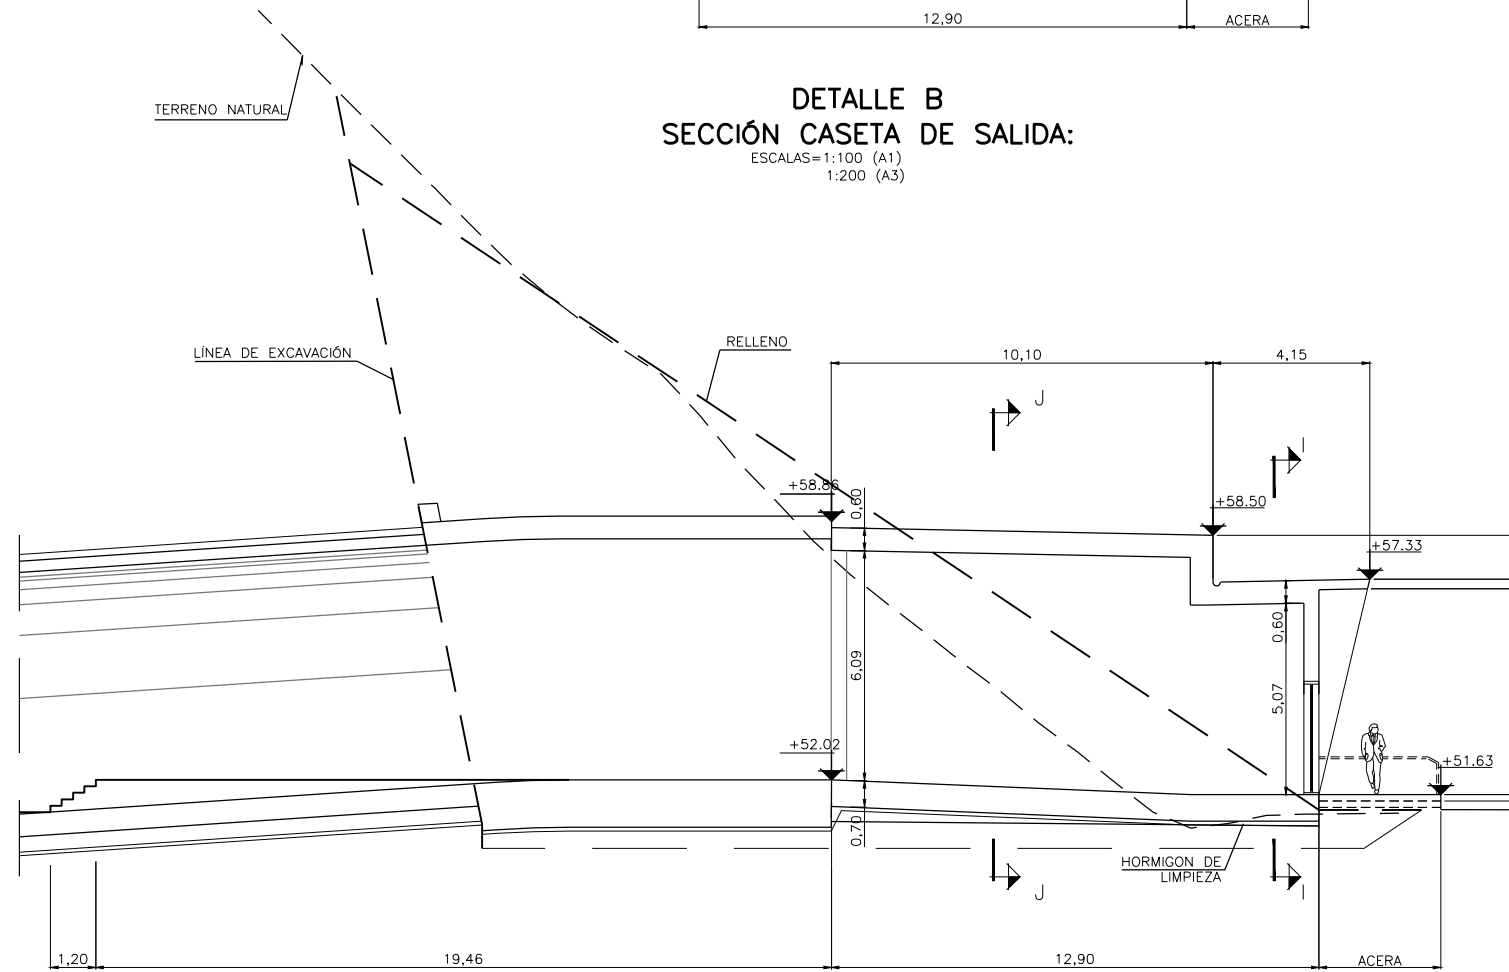 12,90
ACERA
DETALLE B
SECCIÓN CASETA DE SALIDA:
ESCALAS=1:100 (A1)
1:200 (A3)
TERRENO NATURAL
LÍNEA DE EXCAVACIÓN
RELLENO
10,10
4,15
J
I
+58.86
0,60
+58.50
+57.33
0,60
6,09
5,07
+52.02
+51.63
0,70
HORMIGON DE
LIMPIEZA
J
I
1,20
19,46
12,90
ACERA